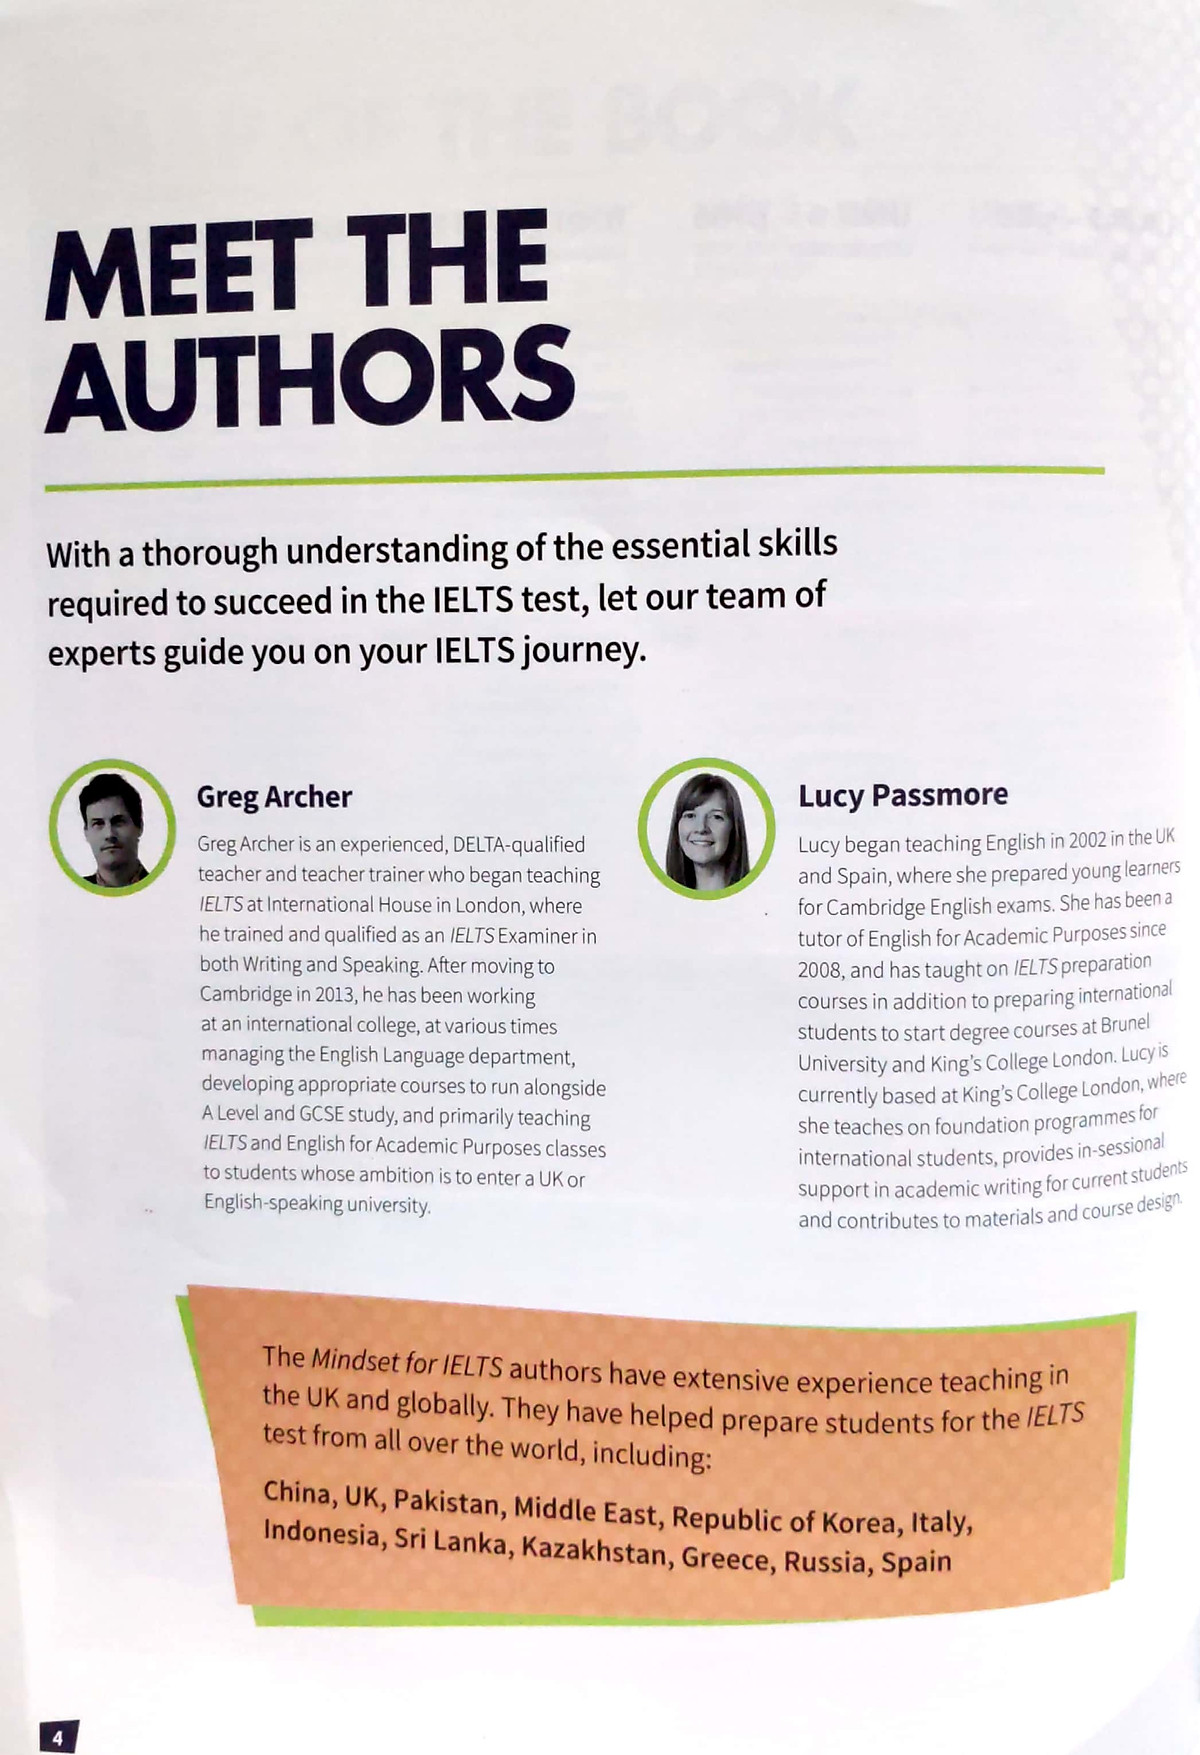 MEET THE
AUTHORS
With a thorough understanding of the essential skills
required to succeed in the IELTS test, let our team of
experts guide you on your IELTS journey.
Greg Archer
Greg Archer is an experienced, DELTA-qualified
teacher and teacher trainer who began teaching
IELTS at International House in London, where
he trained and qualified as an IELTS Examiner in
both Writing and Speaking. After moving to
Cambridge in 2013, he has been working
at an international college, at various times
managing the English Language department,
developing appropriate courses to run alongside
A Level and GCSE study, and primarily teaching
IELTS and English for Academic Purposes classes
to students whose ambition is to enter a UK or
English-speaking university.
Lucy Passmore
Lucy began teaching English in 2002 in the UK
and Spain, where she prepared young learners
for Cambridge English exams. She has been a
tutor of English for Academic Purposes since
2008, and has taught on IELTS preparation
courses in addition to preparing international
students to start degree courses at Brunel
University and King's College London. Lucy is
currently based at King's College London, where
she teaches on foundation programmes for
international students, provides in-sessional
support in academic writing for current students
and contributes to materials and course design.
The Mindset for IELTS authors have extensive experience teaching in
the UK and globally. They have helped prepare students for the IELTS
test from all over the world, including:
China, UK, Pakistan, Middle East, Republic of Korea, Italy,
Indonesia, Sri Lanka, Kazakhstan, Greece, Russia, Spain
4